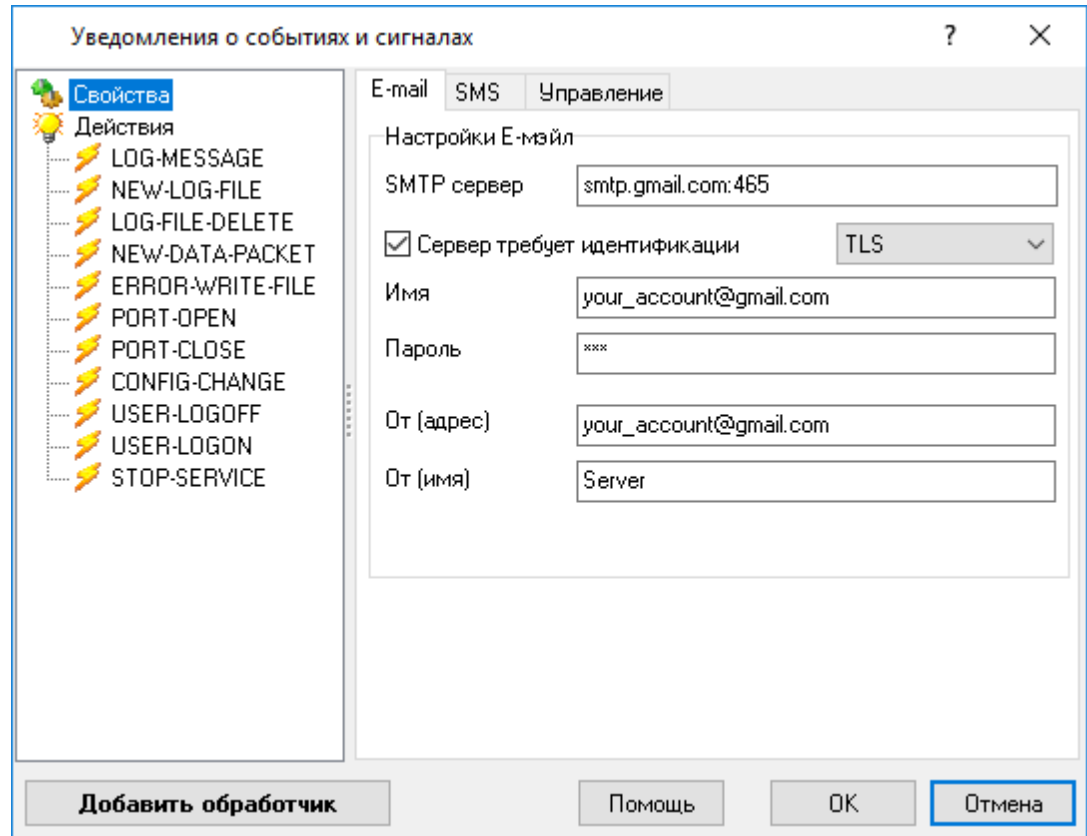 Уведомления о событиях и сигналах
?
Свойства
Действия
LOG-MESSAGE
NEW-LOG-FILE
LOG-FILE-DELETE
NEW-DATA-PACKET
ERROR-WRITE-FILE
PORT-OPEN
PORT-CLOSE
CONFIG-CHANGE
USER-LOGOFF
USER-LOGON
STOP-SERVICE
E-mail SMS Управление
Настройки Е-мэйл
SMTP сервер smtp.gmail.com:465
Сервер требует идентификации TLS
Имя your_account@gmail.com
Пароль ***
От (адрес) your_account@gmail.com
От (имя) Server
Добавить обработчик Помощь OK Отмена